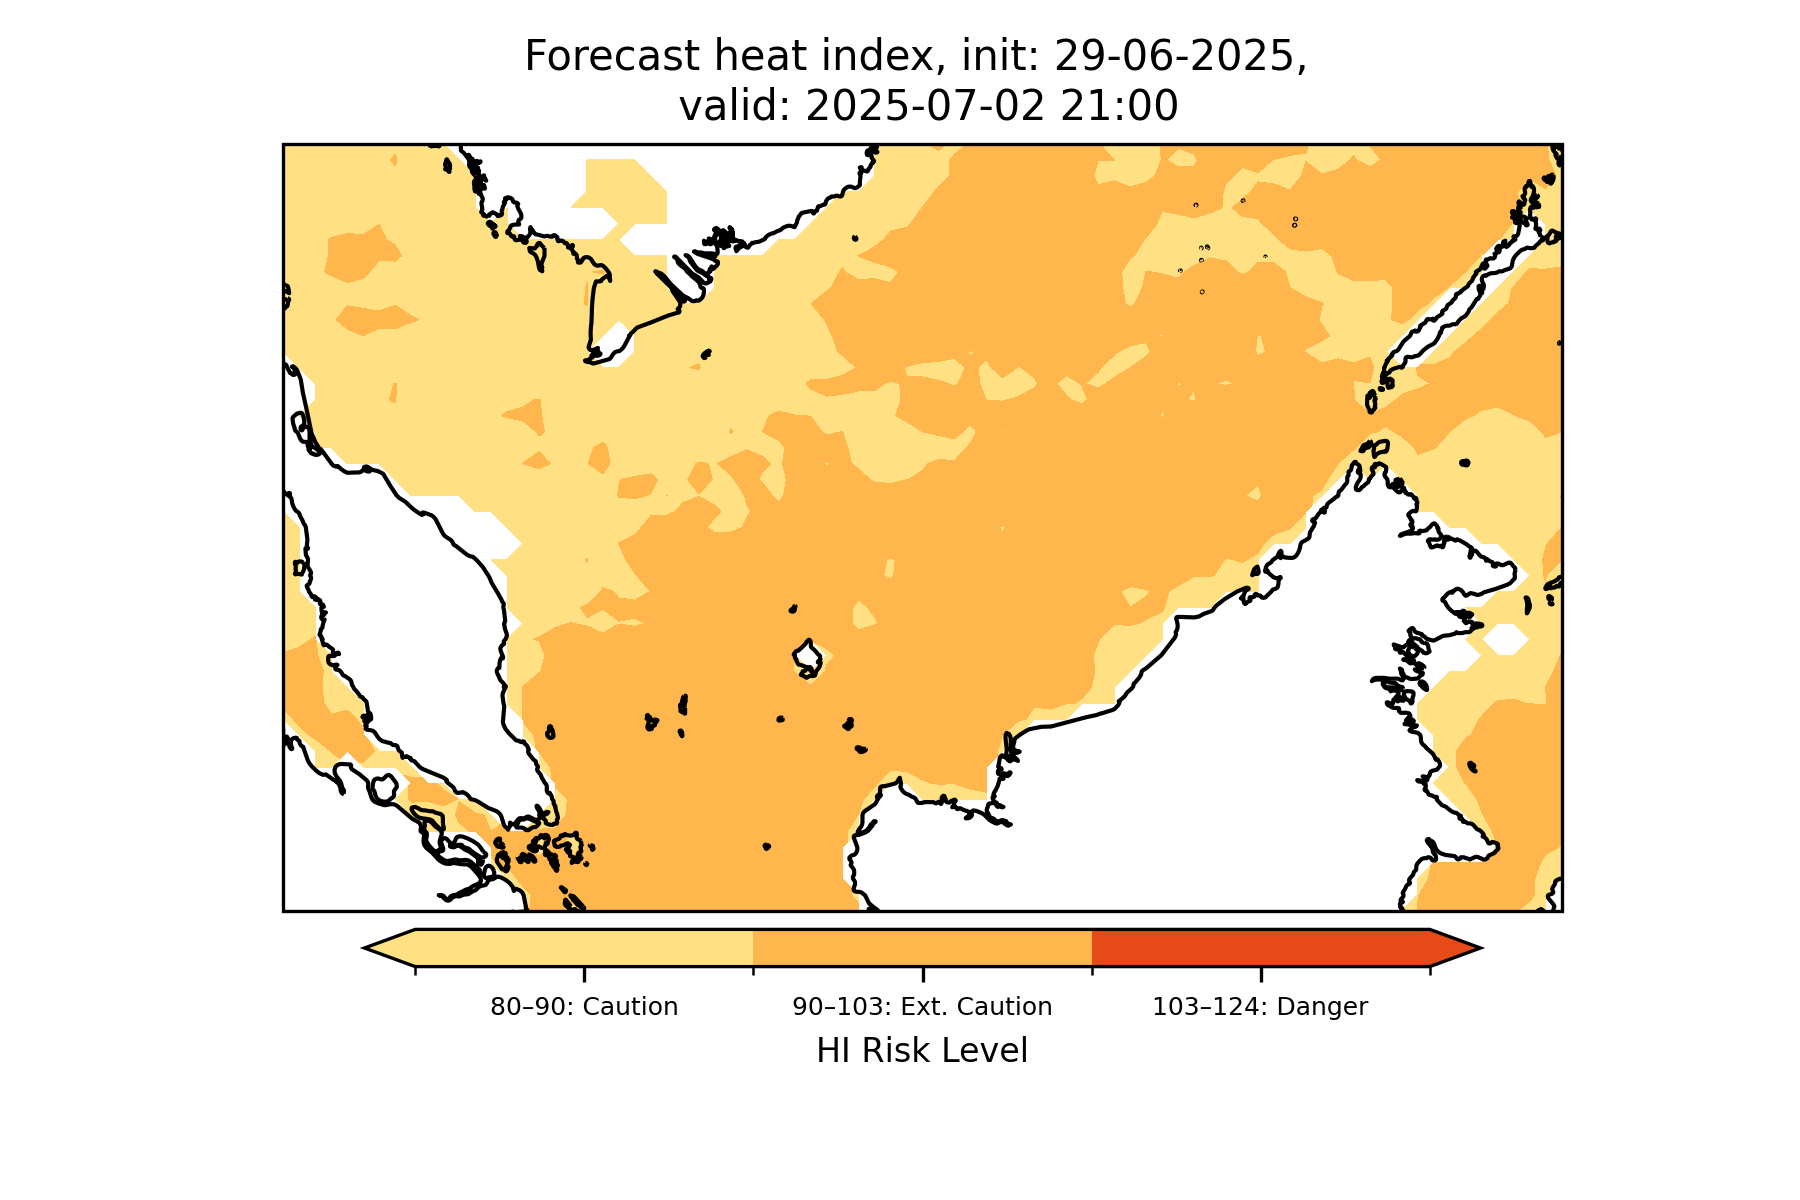 Forecast heat index, init: 29-06-2025,
valid: 2025-07-02 21:00
80–90: Caution
90–103: Ext. Caution
103–124: Danger
HI Risk Level